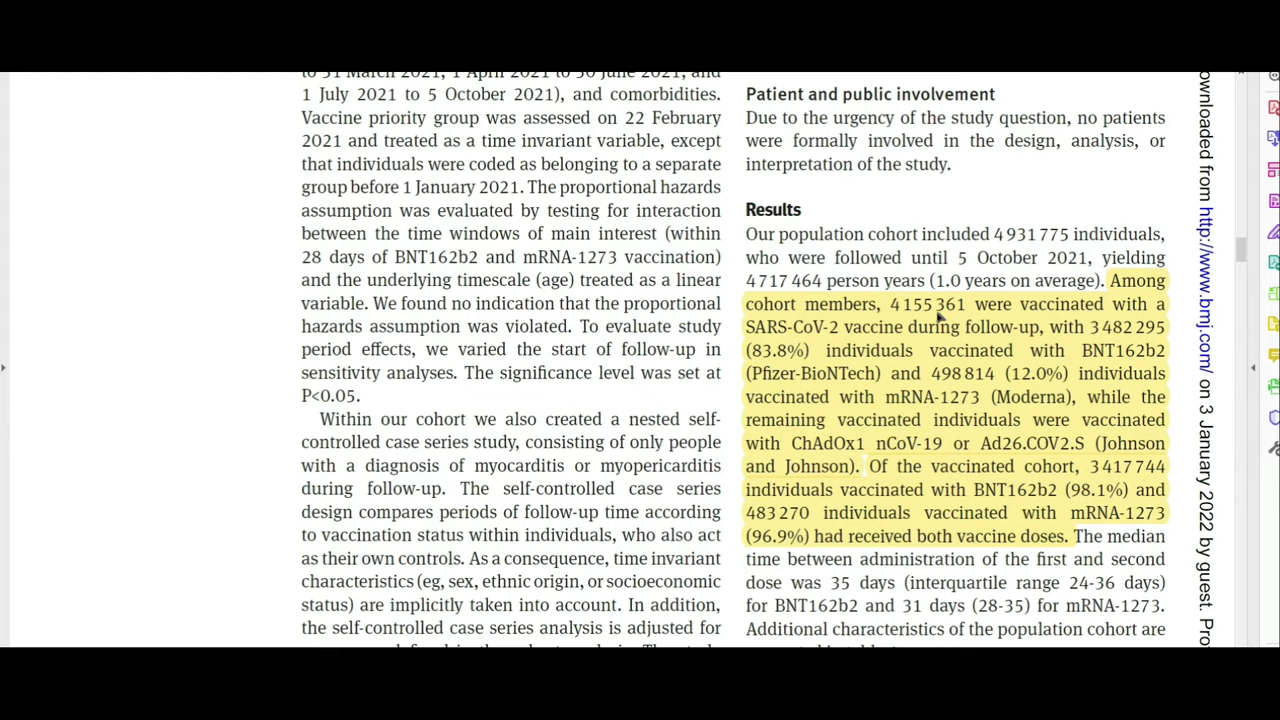 to 31 March 2021, 1 April 2021 to 30 June 2021, and
1 July 2021 to 5 October 2021), and comorbidities.
Vaccine priority group was assessed on 22 February
2021 and treated as a time invariant variable, except
that individuals were coded as belonging to a separate
group before 1 January 2021. The proportional hazards
assumption was evaluated by testing for interaction
between the time windows of main interest (within
28 days of BNT162b2 and mRNA-1273 vaccination)
and the underlying timescale (age) treated as a linear
variable. We found no indication that the proportional
hazards assumption was violated. To evaluate study
period effects, we varied the start of follow-up in
sensitivity analyses. The significance level was set at
P<0.05.
Within our cohort we also created a nested self-
controlled case series study, consisting of only people
with a diagnosis of myocarditis or myopericarditis
during follow-up. The self-controlled case series
design compares periods of follow-up time according
to vaccination status within individuals, who also act
as their own controls. As a consequence, time invariant
characteristics (eg, sex, ethnic origin, or socioeconomic
status) are implicitly taken into account. In addition,
the self-controlled case series analysis is adjusted for
Patient and public involvement
Due to the urgency of the study question, no patients
were formally involved in the design, analysis, or
interpretation of the study.
Results
Our population cohort included 4 931 775 individuals,
who were followed until 5 October 2021, yielding
4 717 464 person years (1.0 years on average). Among
cohort members, 4 155 361 were vaccinated with a
SARS-CoV-2 vaccine during follow-up, with 3 482 295
(83.8%) individuals vaccinated with BNT162b2
(Pfizer-BioNTech) and 498 814 (12.0%) individuals
vaccinated with mRNA-1273 (Moderna), while the
remaining vaccinated individuals were vaccinated
with ChAdOx1 nCoV-19 or Ad26.COV2.S (Johnson
and Johnson). Of the vaccinated cohort, 3 417 744
individuals vaccinated with BNT162b2 (98.1%) and
483 270 individuals vaccinated with mRNA-1273
(96.9%) had received both vaccine doses. The median
time between administration of the first and second
dose was 35 days (interquartile range 24-36 days)
for BNT162b2 and 31 days (28-35) for mRNA-1273.
Additional characteristics of the population cohort are
ownloaded from http://www.bmj.com/ on 3 January 2022 by guest. Pro